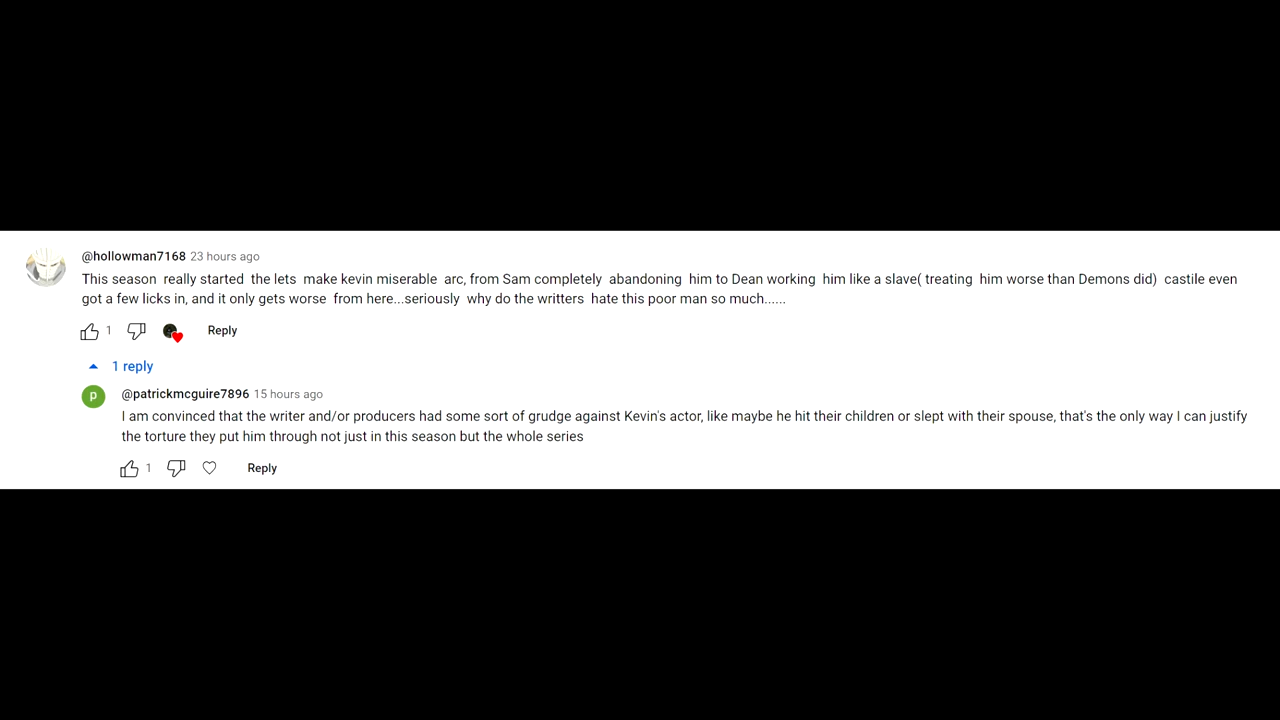 @hollowman7168 23 hours ago
This season really started the lets make kevin miserable arc, from Sam completely abandoning him to Dean working him like a slave( treating him worse than Demons did) castile even
got a few licks in, and it only gets worse from here...seriously why do the writters hate this poor man so much......
1 Reply
1 reply
P
@patrickmcguire7896 15 hours ago
I am convinced that the writer and/or producers had some sort of grudge against Kevin's actor, like maybe he hit their children or slept with their spouse, that's the only way I can justify
the torture they put him through not just in this season but the whole series
1 Reply